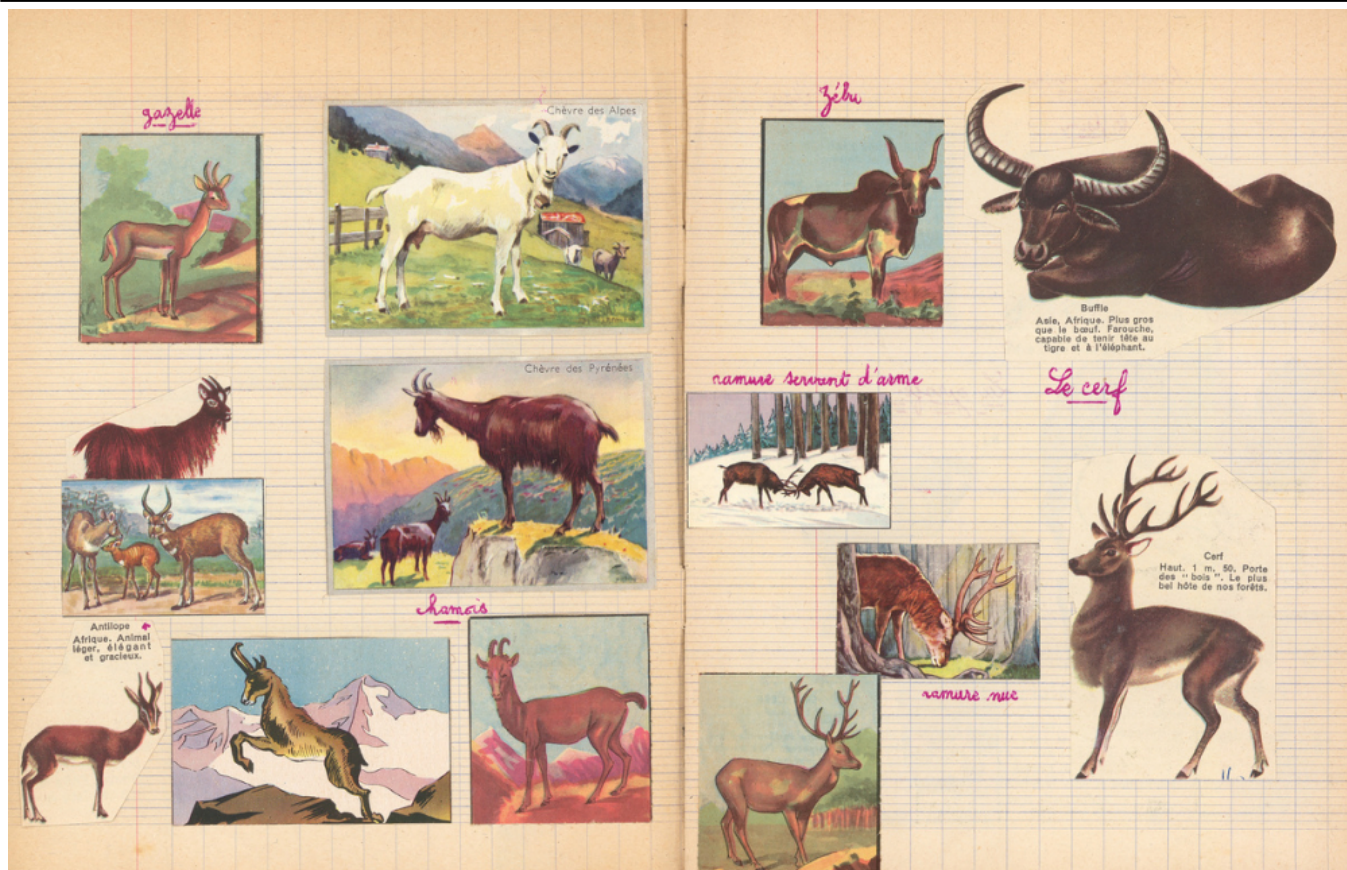 gazelle
Chèvre des Alpes
Chèvre des Pyrénées
chamois
Antilope
Afrique. Animal
léger, élégant
et gracieux.
zébu
Buffle
Asie, Afrique. Plus gros
que le bœuf. Farouche,
capable de tenir tête au
tigre et à l'éléphant.
ramure servant d'arme
Le cerf
Cerf
Haut. 1 m. 50. Porte
des "bois". Le plus
bel hôte de nos forêts.
ramure nue